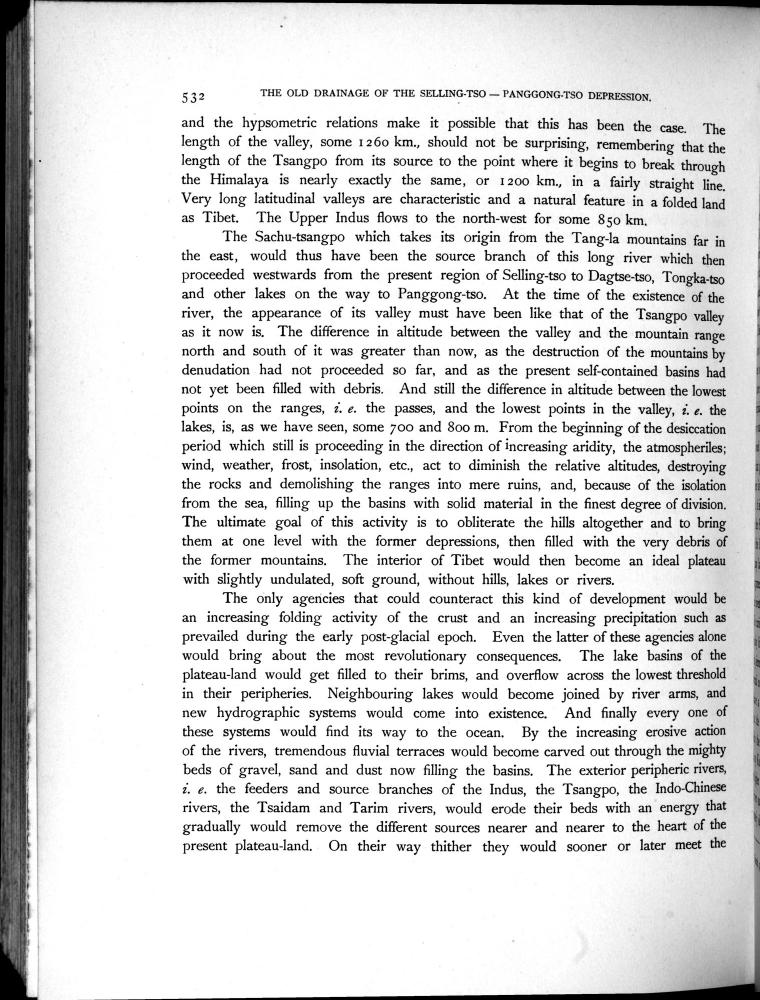 532 THE OLD DRAINAGE OF THE SELLING-TSO — PANGGONG-TSO DEPRESSION.
and the hypsometric relations make it possible that this has been the case. The
length of the valley, some 1260 km., should not be surprising, remembering that the
length of the Tsangpo from its source to the point where it begins to break through
the Himalaya is nearly exactly the same, or 1200 km., in a fairly straight line.
Very long latitudinal valleys are characteristic and a natural feature in a folded land
as Tibet. The Upper Indus flows to the north-west for some 850 km.
The Sachu-tsangpo which takes its origin from the Tang-la mountains far in
the east, would thus have been the source branch of this long river which then
proceeded westwards from the present region of Selling-tso to Dagtse-tso, Tongka-tso
and other lakes on the way to Panggong-tso. At the time of the existence of the
river, the appearance of its valley must have been like that of the Tsangpo valley
as it now is. The difference in altitude between the valley and the mountain range
north and south of it was greater than now, as the destruction of the mountains by
denudation had not proceeded so far, and as the present self-contained basins had
not yet been filled with debris. And still the difference in altitude between the lowest
points on the ranges, i. e. the passes, and the lowest points in the valley, i. e. the
lakes, is, as we have seen, some 700 and 800 m. From the beginning of the desiccation
period which still is proceeding in the direction of increasing aridity, the atmospheriles;
wind, weather, frost, insolation, etc., act to diminish the relative altitudes, destroying
the rocks and demolishing the ranges into mere ruins, and, because of the isolation
from the sea, filling up the basins with solid material in the finest degree of division.
The ultimate goal of this activity is to obliterate the hills altogether and to bring
them at one level with the former depressions, then filled with the very debris of
the former mountains. The interior of Tibet would then become an ideal plateau
with slightly undulated, soft ground, without hills, lakes or rivers.
The only agencies that could counteract this kind of development would be
an increasing folding activity of the crust and an increasing precipitation such as
prevailed during the early post-glacial epoch. Even the latter of these agencies alone
would bring about the most revolutionary consequences. The lake basins of the
plateau-land would get filled to their brims, and overflow across the lowest threshold
in their peripheries. Neighbouring lakes would become joined by river arms, and
new hydrographic systems would come into existence. And finally every one of
these systems would find its way to the ocean. By the increasing erosive action
of the rivers, tremendous fluvial terraces would become carved out through the mighty
beds of gravel, sand and dust now filling the basins. The exterior peripheric rivers,
i. e. the feeders and source branches of the Indus, the Tsangpo, the Indo-Chinese
rivers, the Tsaidam and Tarim rivers, would erode their beds with an energy that
gradually would remove the different sources nearer and nearer to the heart of the
present plateau-land. On their way thither they would sooner or later meet the